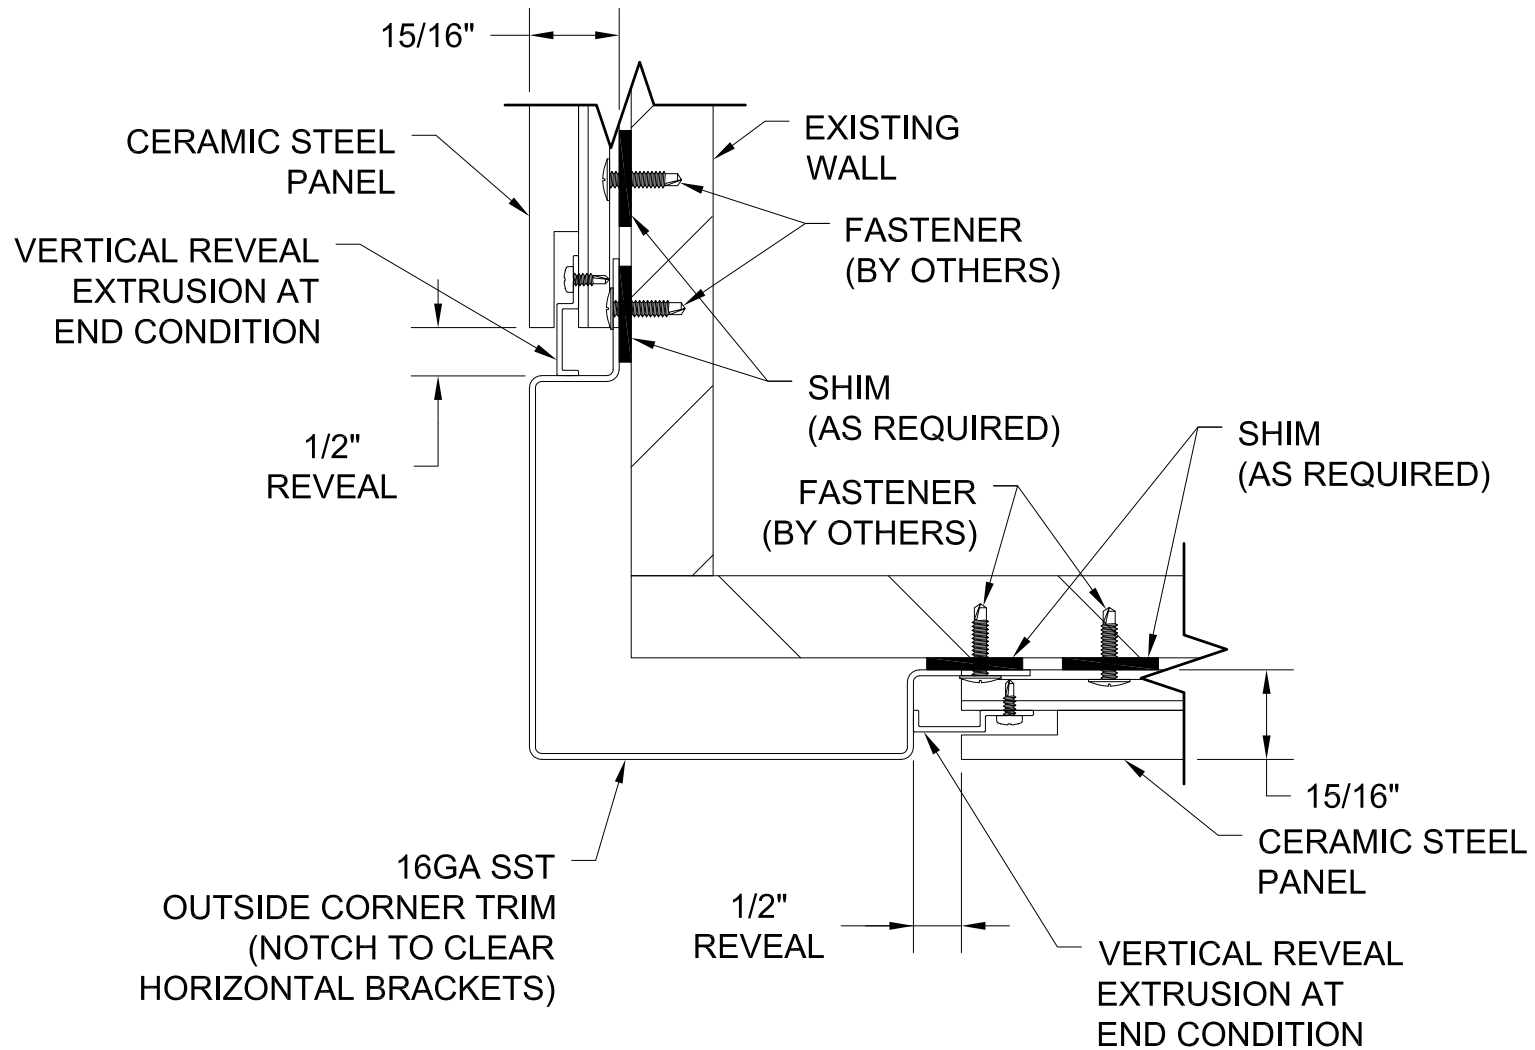 15/16"
CERAMIC STEEL
PANEL
EXISTING
WALL
VERTICAL REVEAL
EXTRUSION AT
END CONDITION
FASTENER
(BY OTHERS)
SHIM
(AS REQUIRED)
1/2"
REVEAL
SHIM
(AS REQUIRED)
FASTENER
(BY OTHERS)
15/16"
CERAMIC STEEL
PANEL
16GA SST
OUTSIDE CORNER TRIM
(NOTCH TO CLEAR
HORIZONTAL BRACKETS)
1/2"
REVEAL
VERTICAL REVEAL
EXTRUSION AT
END CONDITION